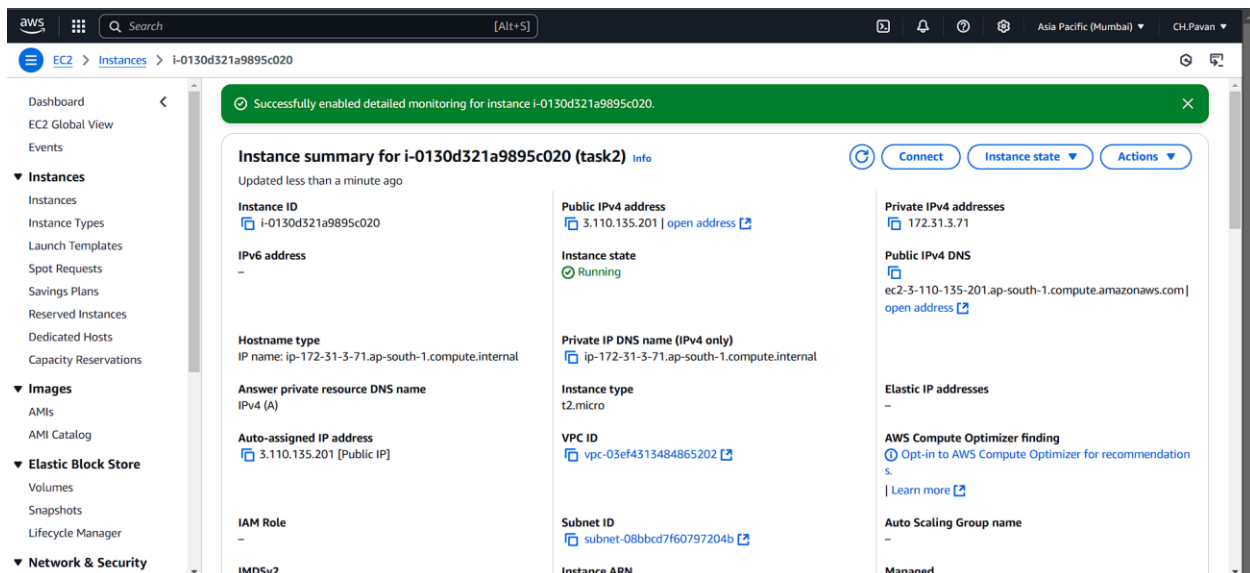 aws
Search [Alt+S]
Asia Pacific (Mumbai) ▼ CH.Pavan ▼
EC2 > Instances > i-0130d321a9895c020
Dashboard
EC2 Global View
Events
▼ Instances
Instances
Instance Types
Launch Templates
Spot Requests
Savings Plans
Reserved Instances
Dedicated Hosts
Capacity Reservations
▼ Images
AMIs
AMI Catalog
▼ Elastic Block Store
Volumes
Snapshots
Lifecycle Manager
▼ Network & Security
Successfully enabled detailed monitoring for instance i-0130d321a9895c020.
Instance summary for i-0130d321a9895c020 (task2) Info
Connect Instance state ▼ Actions ▼
Updated less than a minute ago
Instance ID
i-0130d321a9895c020
Public IPv4 address
3.110.135.201 | open address
Private IPv4 addresses
172.31.3.71
IPv6 address
–
Instance state
Running
Public IPv4 DNS
ec2-3-110-135-201.ap-south-1.compute.amazonaws.com |
open address
Hostname type
IP name: ip-172-31-3-71.ap-south-1.compute.internal
Private IP DNS name (IPv4 only)
ip-172-31-3-71.ap-south-1.compute.internal
Answer private resource DNS name
IPv4 (A)
Instance type
t2.micro
Elastic IP addresses
–
Auto-assigned IP address
3.110.135.201 [Public IP]
VPC ID
vpc-03ef4313484865202
AWS Compute Optimizer finding
Opt-in to AWS Compute Optimizer for recommendation
s.
| Learn more
IAM Role
–
Subnet ID
subnet-08bbcd7f60797204b
Auto Scaling Group name
–
IMDSv2
Instance ARN
Managed